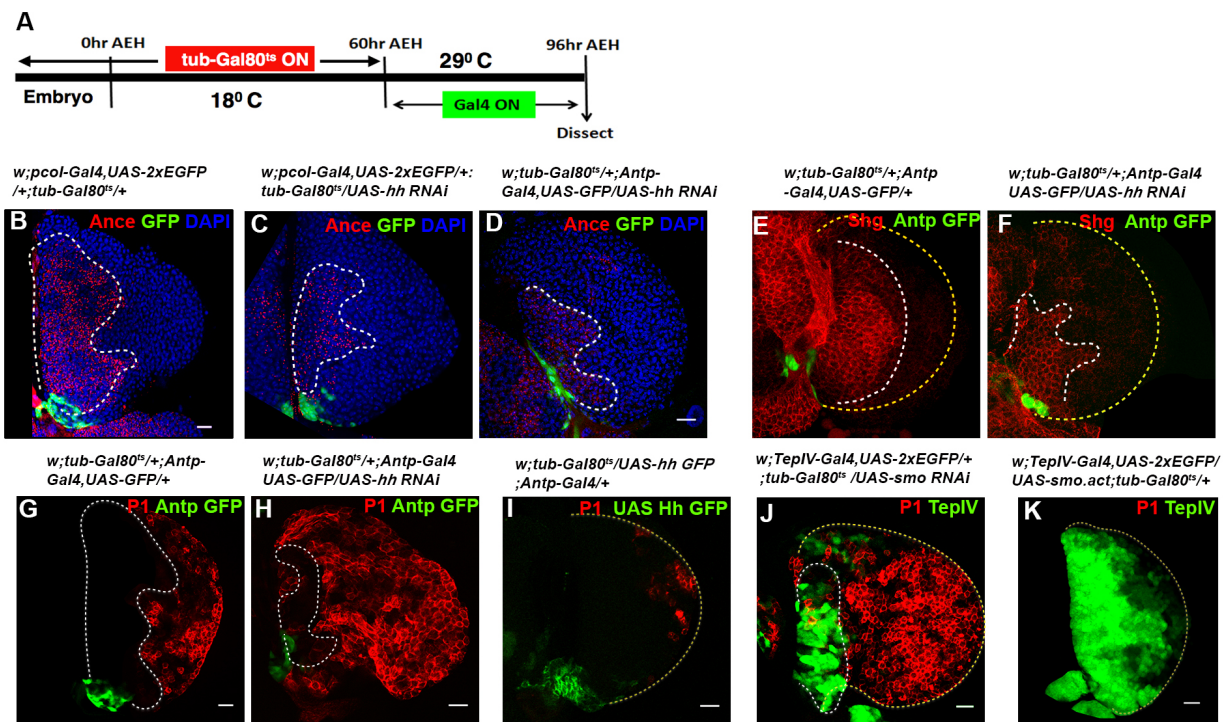 A
0hr AEH
tub-Gal80ts ON
60hr AEH
29⁰ C
96hr AEH
Embryo
18⁰ C
Gal4 ON
Dissect
w;pcol-Gal4,UAS-2xEGFP
/+;tub-Gal80ts/+
w;pcol-Gal4,UAS-2xEGFP/+:
tub-Gal80ts/UAS-hh RNAi
w;tub-Gal80ts/+;Antp-
Gal4,UAS-GFP/UAS-hh RNAi
w;tub-Gal80ts/+;Antp
-Gal4,UAS-GFP/+
w;tub-Gal80ts/+;Antp-Gal4
UAS-GFP/UAS-hh RNAi
B
Ance GFP DAPI
C
Ance GFP DAPI
D
Ance GFP DAPI
E
Shg Antp GFP
F
Shg Antp GFP
w;tub-Gal80ts/+;Antp-
Gal4,UAS-GFP/+
w;tub-Gal80ts/+;Antp-Gal4
UAS-GFP/UAS-hh RNAi
w;tub-Gal80ts/UAS-hh GFP
;Antp-Gal4/+
w;TepIV-Gal4,UAS-2xEGFP/+
;tub-Gal80ts /UAS-smo RNAi
w;TepIV-Gal4,UAS-2xEGFP/
UAS-smo.act;tub-Gal80ts/+
G
P1 Antp GFP
H
P1 Antp GFP
I
P1 UAS Hh GFP
J
P1 TepIV
K
P1 TepIV